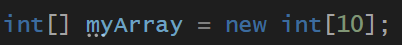 int[] myArray = new int[10];